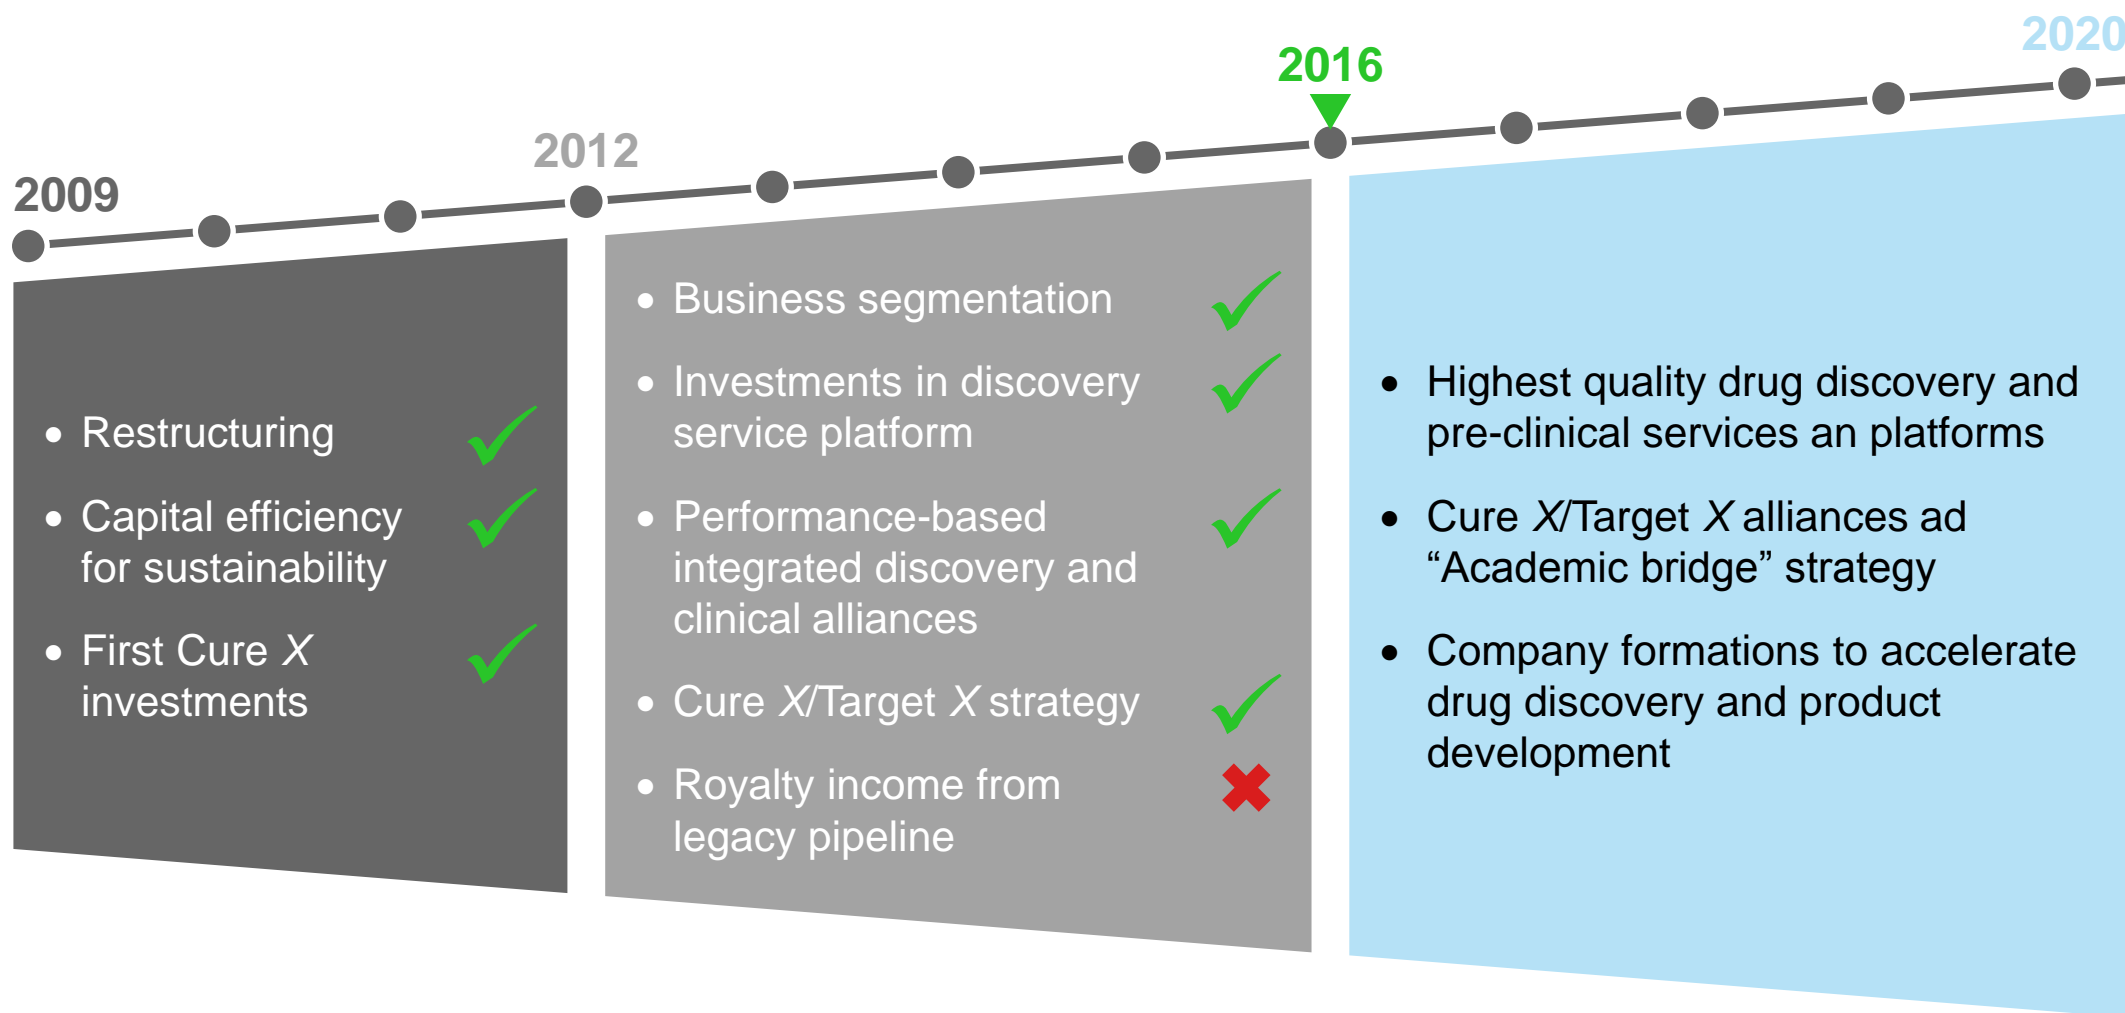 2009
2012
2016
2020
• Restructuring
• Capital efficiency
for sustainability
• First Cure X
investments
• Business segmentation
• Investments in discovery
service platform
• Performance-based
integrated discovery and
clinical alliances
• Cure X/Target X strategy
• Royalty income from
legacy pipeline
• Highest quality drug discovery and
pre-clinical services an platforms
• Cure X/Target X alliances ad
“Academic bridge” strategy
• Company formations to accelerate
drug discovery and product
development